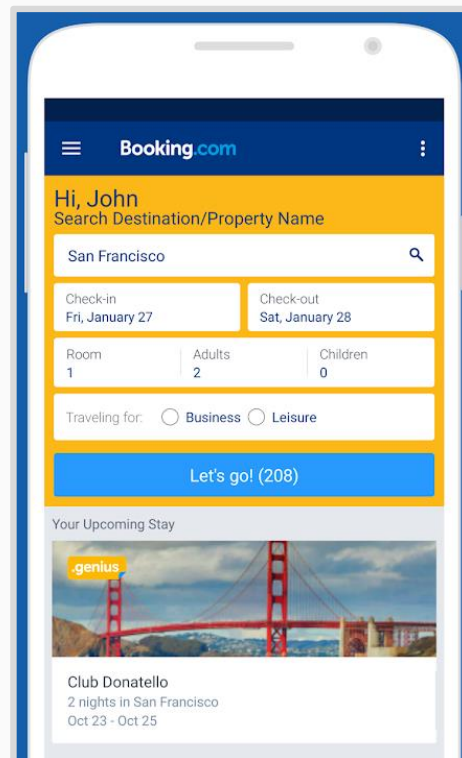 Booking.com
Hi, John
Search Destination/Property Name
San Francisco
Check-in
Fri, January 27
Check-out
Sat, January 28
Room
1
Adults
2
Children
0
Traveling for: Business Leisure
Let's go! (208)
Your Upcoming Stay
.genius
Club Donatello
2 nights in San Francisco
Oct 23 - Oct 25